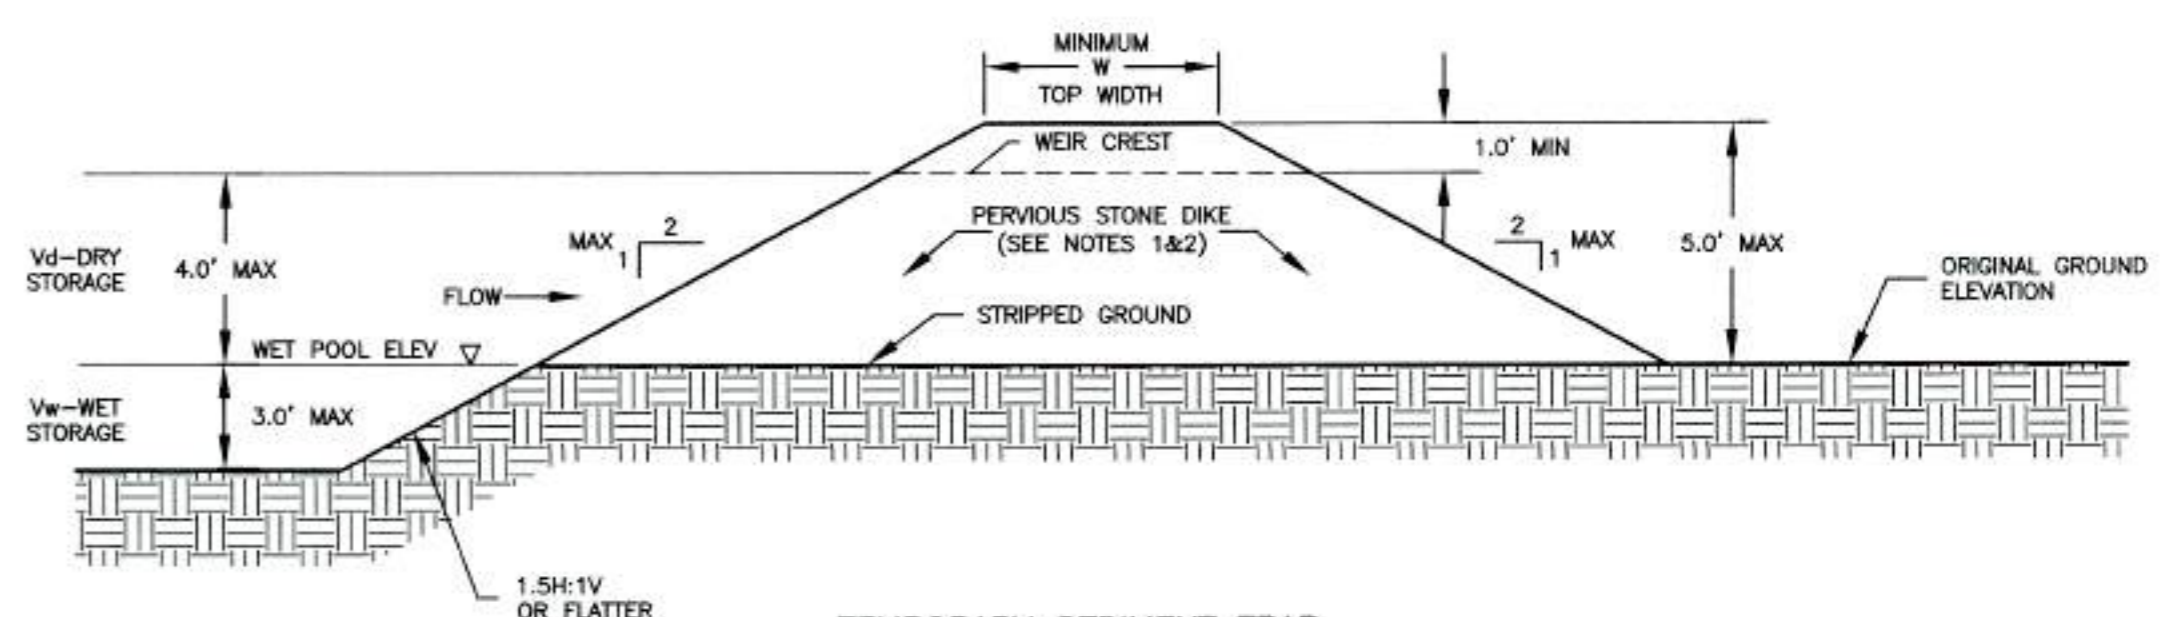 MINIMUM
W
TOP WIDTH
WEIR CREST
1.0' MIN
PERVIOUS STONE DIKE
(SEE NOTES 1&2)
MAX
2
1
2
1
MAX
5.0' MAX
Vd-DRY
STORAGE
4.0' MAX
ORIGINAL GROUND
ELEVATION
FLOW
STRIPPED GROUND
WET POOL ELEV
Vw-WET
STORAGE
3.0' MAX
1.5H:1V
OR FLATTER